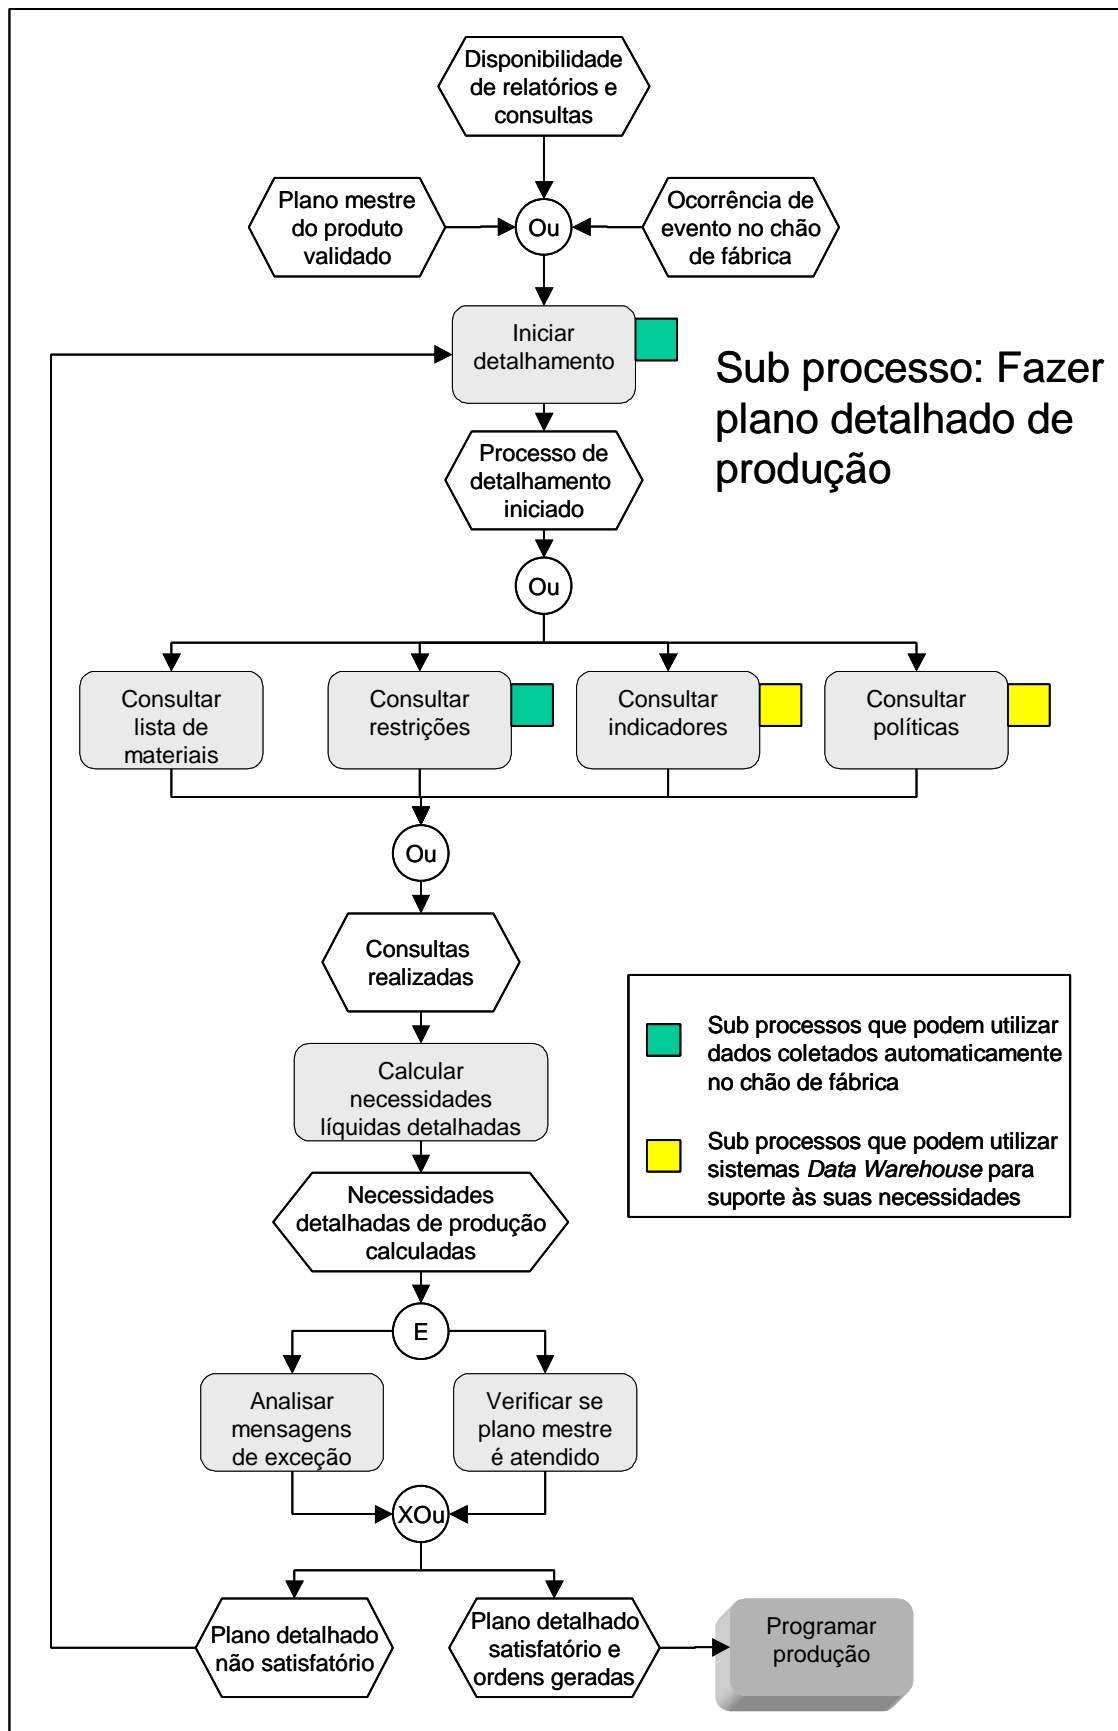 Disponibilidade
de relatórios e
consultas
Plano mestre
do produto
validado
Ou
Ocorrência de
evento no chão
de fábrica
Iniciar
detalhamento
Sub processo: Fazer
plano detalhado de
produção
Processo de
detalhamento
iniciado
Ou
Consultar
lista de
materiais
Consultar
restrições
Consultar
indicadores
Consultar
políticas
Ou
Consultas
realizadas
Sub processos que podem utilizar
dados coletados automaticamente
no chão de fábrica
Sub processos que podem utilizar
sistemas Data Warehouse para
suporte às suas necessidades
Calcular
necessidades
líquidas detalhadas
Necessidades
detalhadas de produção
calculadas
E
Analisar
mensagens
de exceção
Verificar se
plano mestre
é atendido
XOu
Plano detalhado
não satisfatório
Plano detalhado
satisfatório e
ordens geradas
Programar
produção